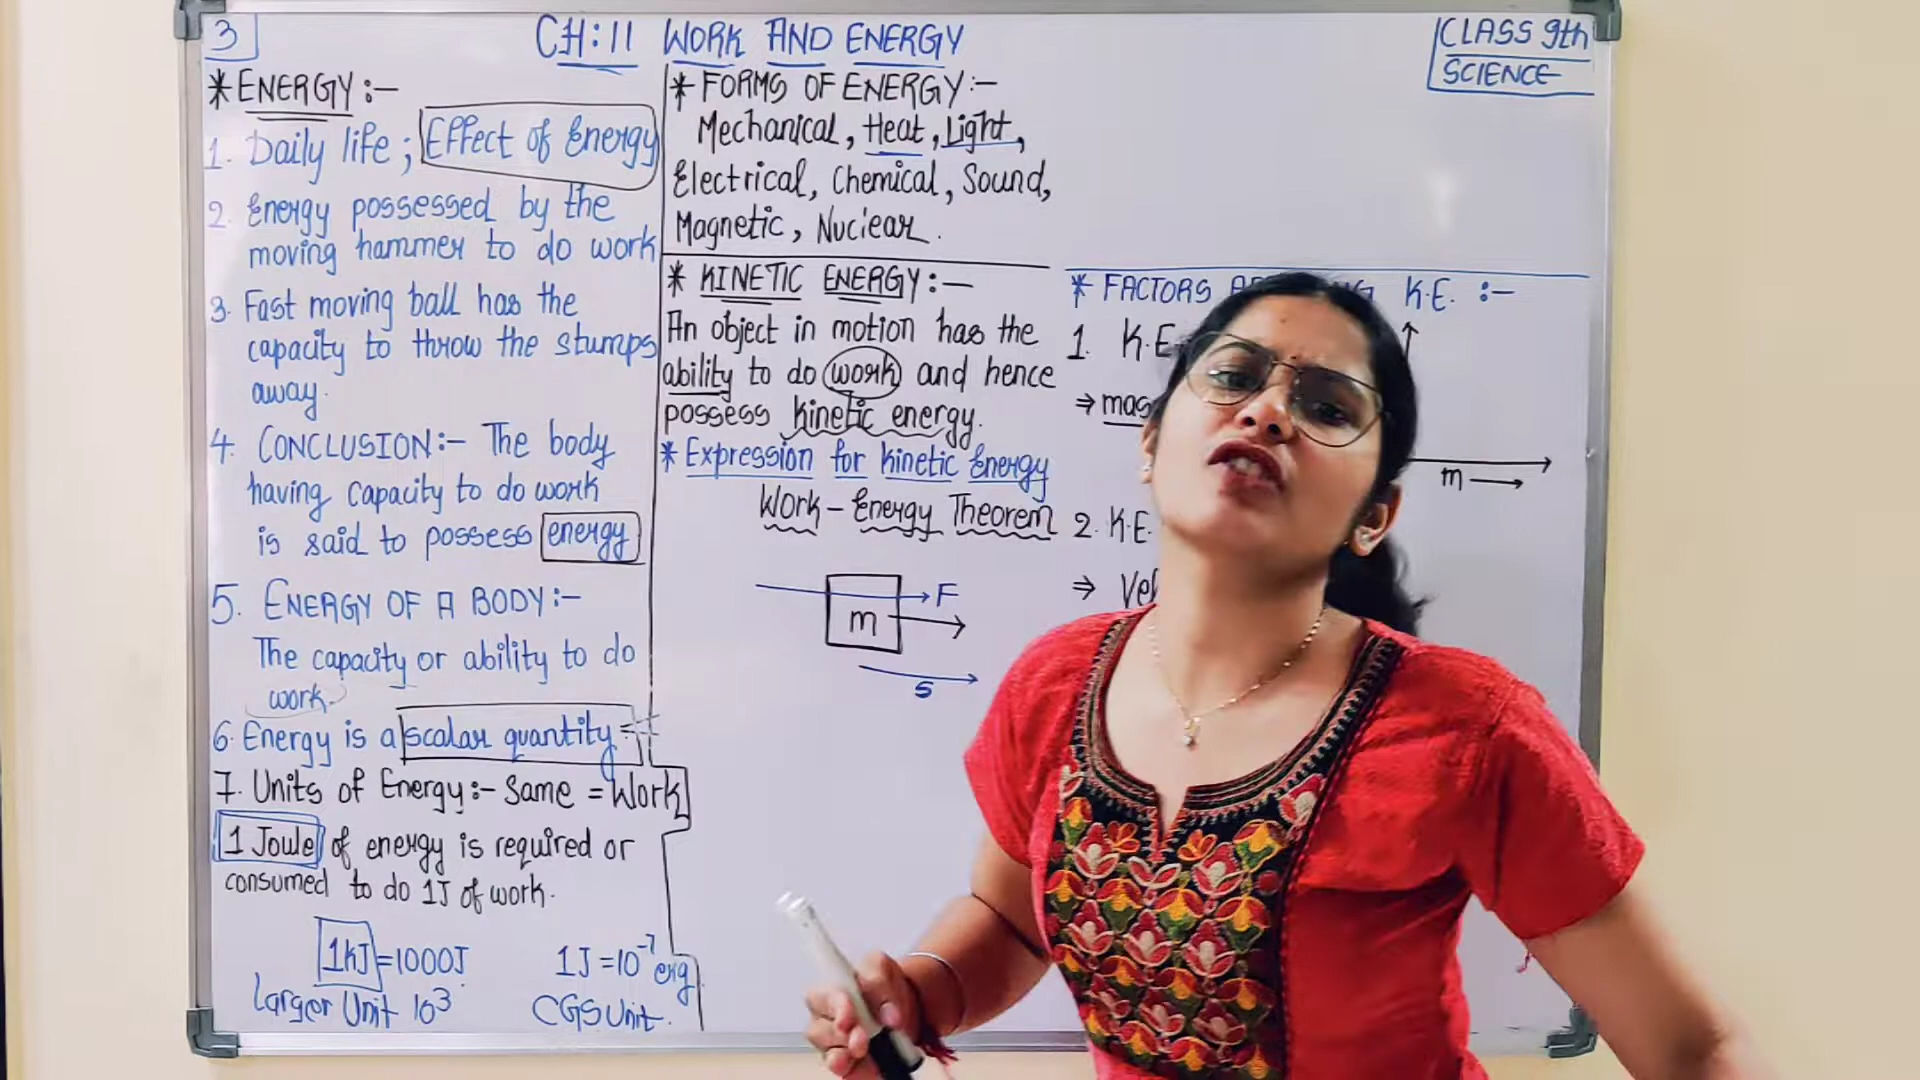 3
CH:11 WORK AND ENERGY
CLASS 9th
SCIENCE
* ENERGY :-
1. Daily life ; Effect of Energy
2. Energy possessed by the
moving hammer to do work
3. Fast moving ball has the
capacity to throw the stumps
away.
4. CONCLUSION:- The body
having capacity to do work
is said to possess energy
5. ENERGY OF A BODY:-
The capacity or ability to do
work.
6. Energy is a scalar quantity
7. Units of Energy:- Same = Work
1 Joule of energy is required or
consumed to do 1J of work.
1kJ = 1000J
Larger Unit 10³
1J = 10⁻⁷ erg
CGS Unit.
* FORMS OF ENERGY :-
Mechanical, Heat, Light,
Electrical, Chemical, Sound,
Magnetic, Nuclear.
* KINETIC ENERGY :-
An object in motion has the
ability to do work and hence
possess kinetic energy.
* Expression for kinetic Energy
Work - Energy Theorem
F
m
s
* FACTORS K.E. :-
1. K.E
⇒
m →
2. K.E.
⇒